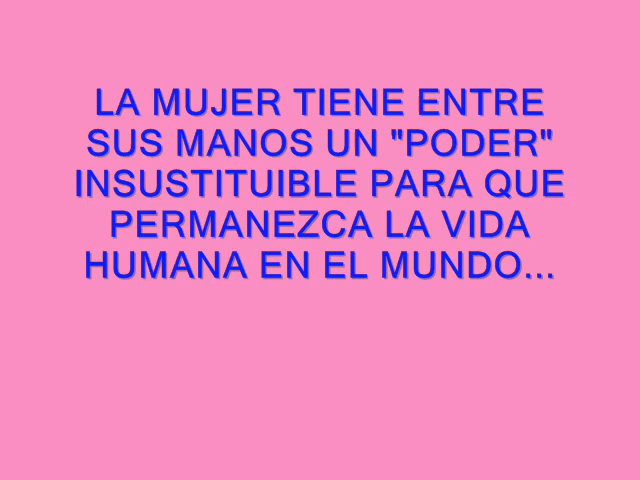 LA MUJER TIENE ENTRE
SUS MANOS UN "PODER"
INSUSTITUIBLE PARA QUE
PERMANEZCA LA VIDA
HUMANA EN EL MUNDO...